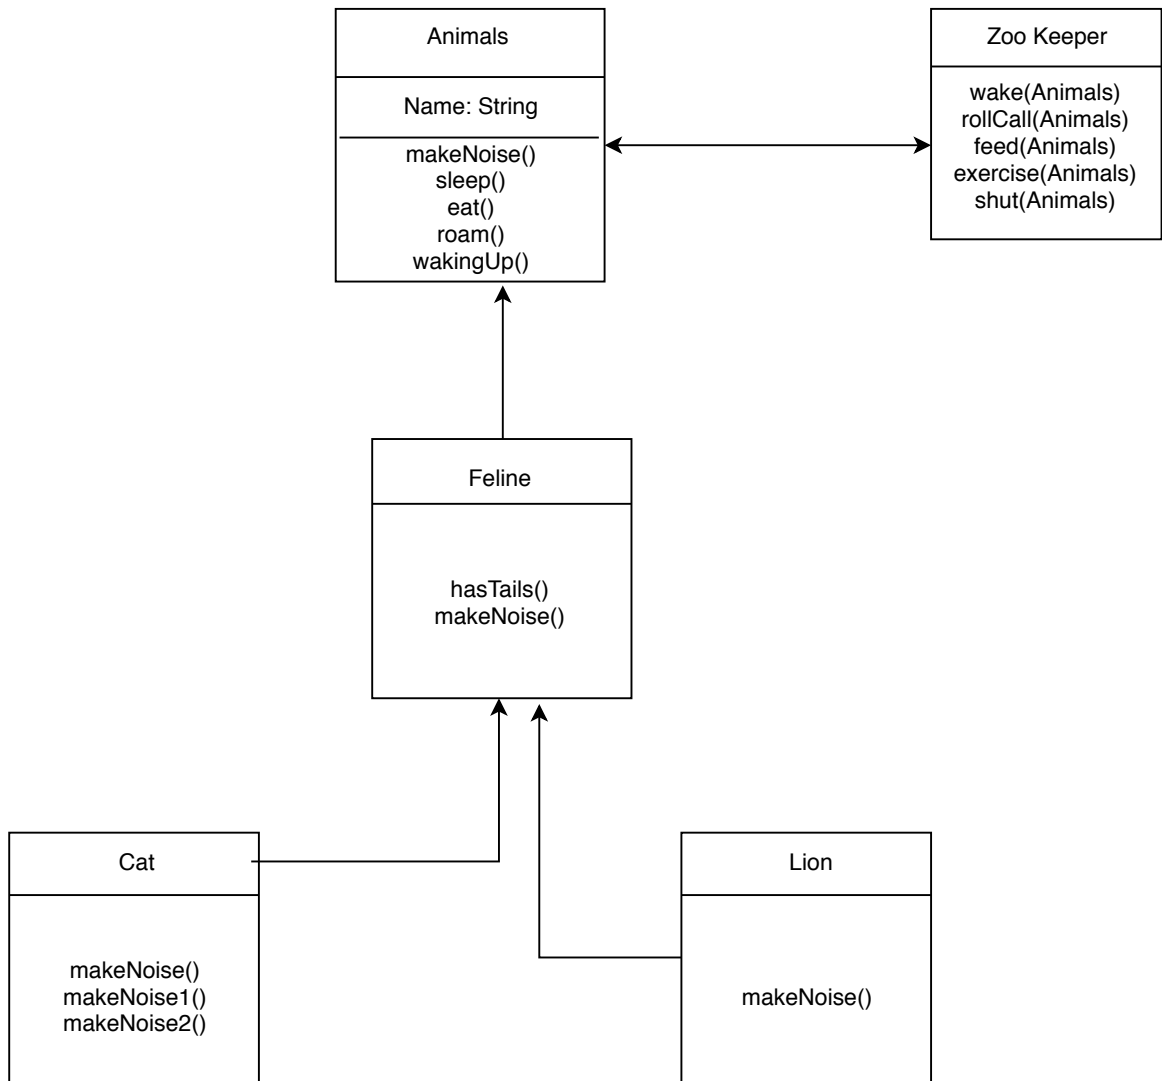 Animals
Name: String
makeNoise()
sleep()
eat()
roam()
wakingUp()
Zoo Keeper
wake(Animals)
rollCall(Animals)
feed(Animals)
exercise(Animals)
shut(Animals)
Feline
hasTails()
makeNoise()
Cat
makeNoise()
makeNoise1()
makeNoise2()
Lion
makeNoise()